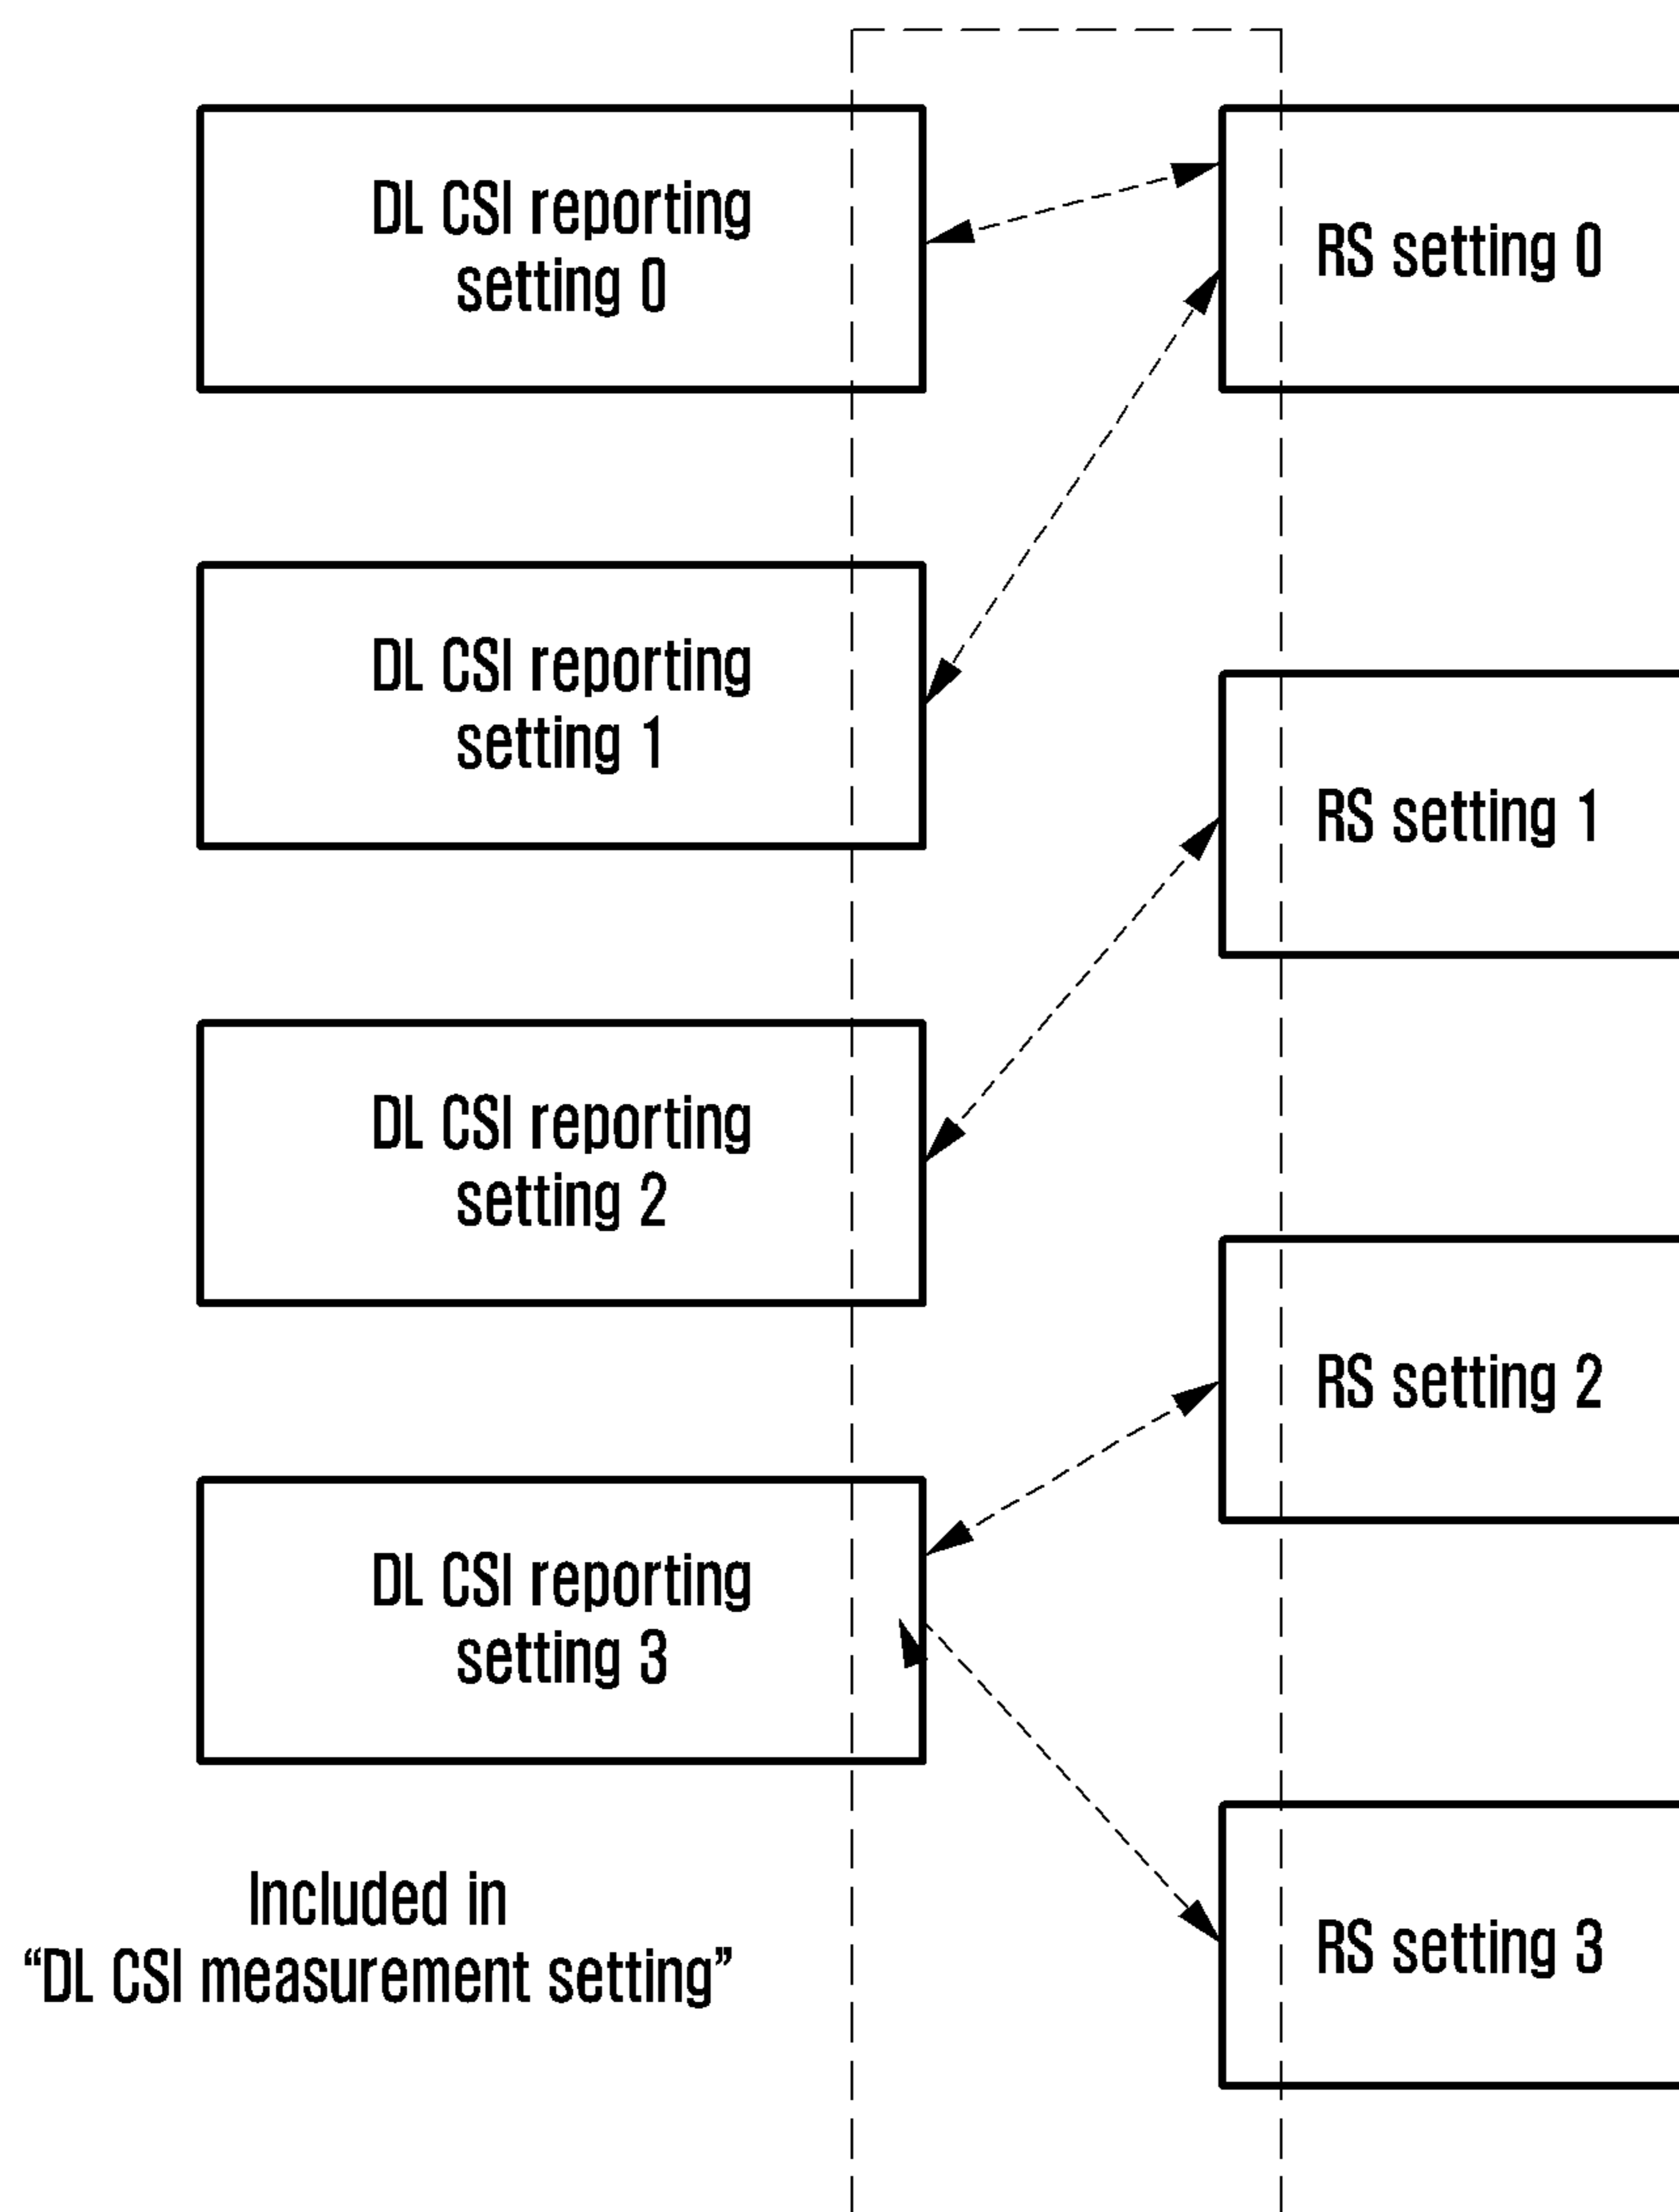 DL CSI reporting
setting 0
RS setting 0
DL CSI reporting
setting 1
RS setting 1
DL CSI reporting
setting 2
RS setting 2
DL CSI reporting
setting 3
RS setting 3
Included in
“DL CSI measurement setting”